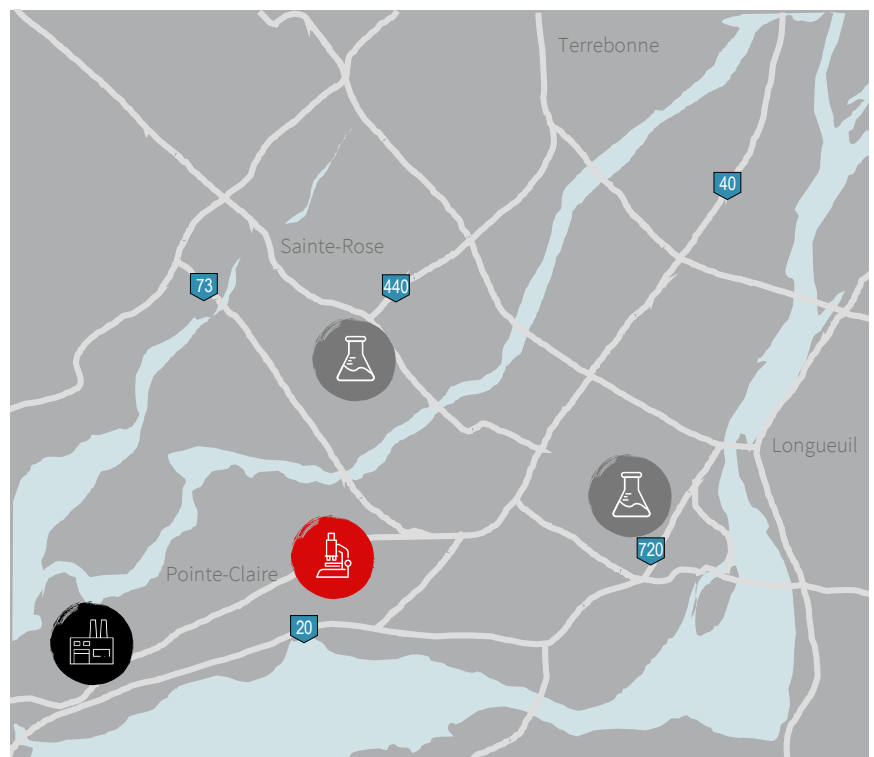 Terrebonne
40
Sainte-Rose
73
440
Longueuil
720
Pointe-Claire
20